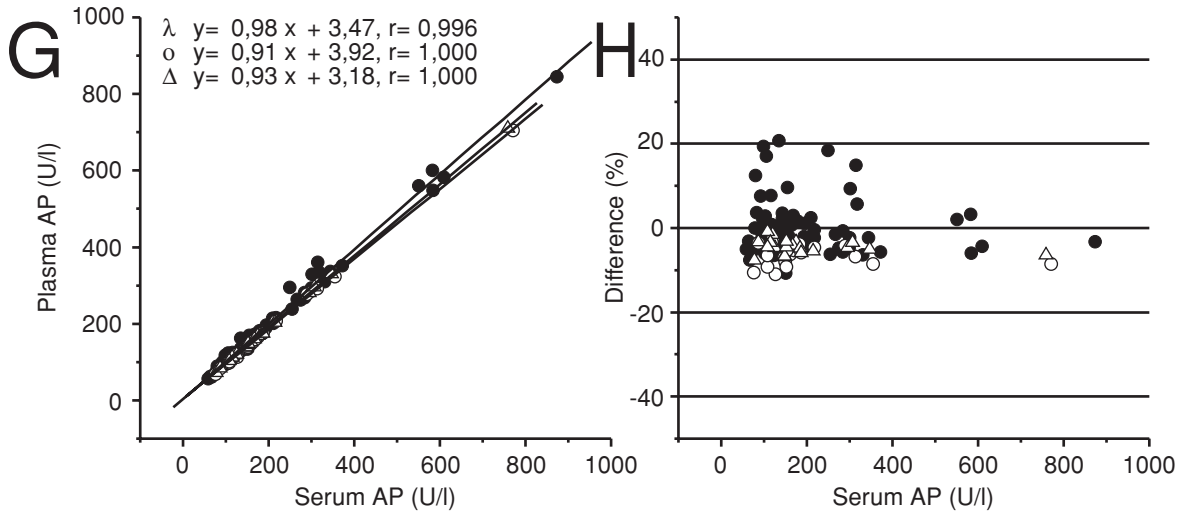 G
λ y= 0,98 x + 3,47, r= 0,996
o y= 0,91 x + 3,92, r= 1,000
Δ y= 0,93 x + 3,18, r= 1,000
1000
800
600
400
200
0
Plasma AP (U/l)
0 200 400 600 800 1000
Serum AP (U/l)
H
40
20
0
-20
-40
Difference (%)
0 200 400 600 800 1000
Serum AP (U/l)